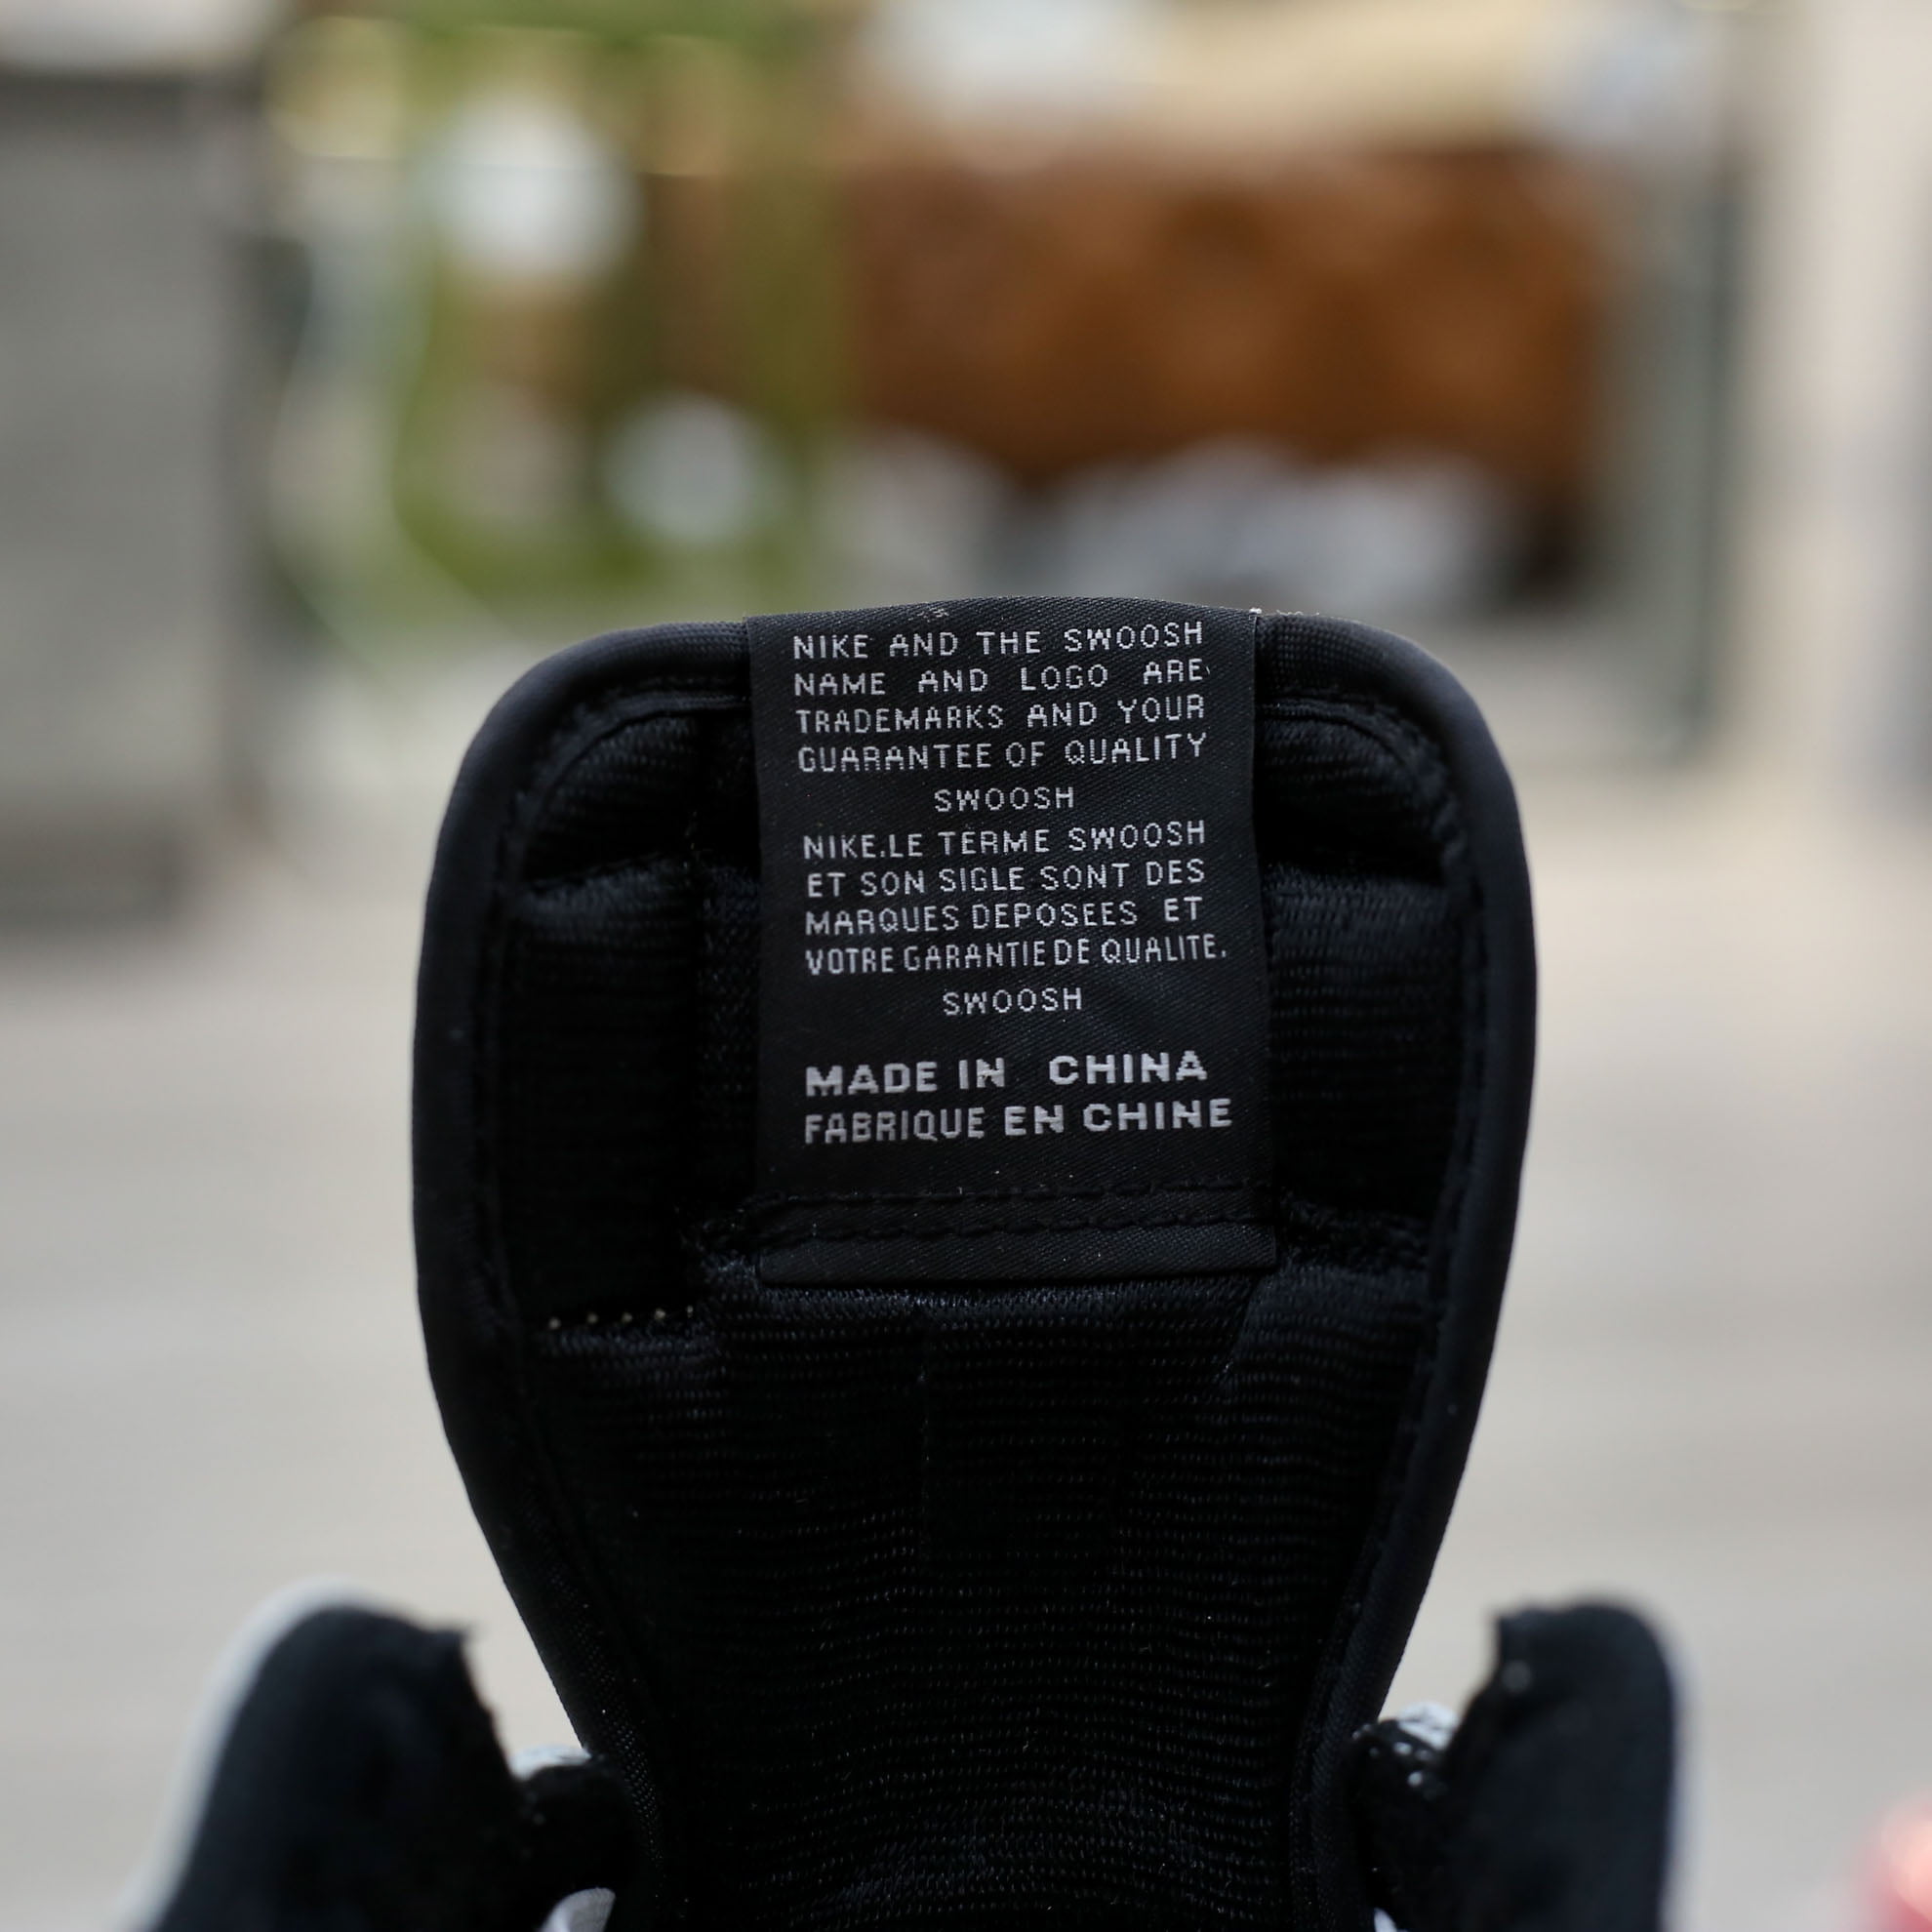 NIKE AND THE SWOOSH
NAME AND LOGO ARE
TRADEMARKS AND YOUR
GUARANTEE OF QUALITY
SWOOSH
NIKE.LE TERME SWOOSH
ET SON SIGLE SONT DES
MARQUES DEPOSEES ET
VOTRE GARANTIE DE QUALITE.
SWOOSH
MADE IN CHINA
FABRIQUE EN CHINE